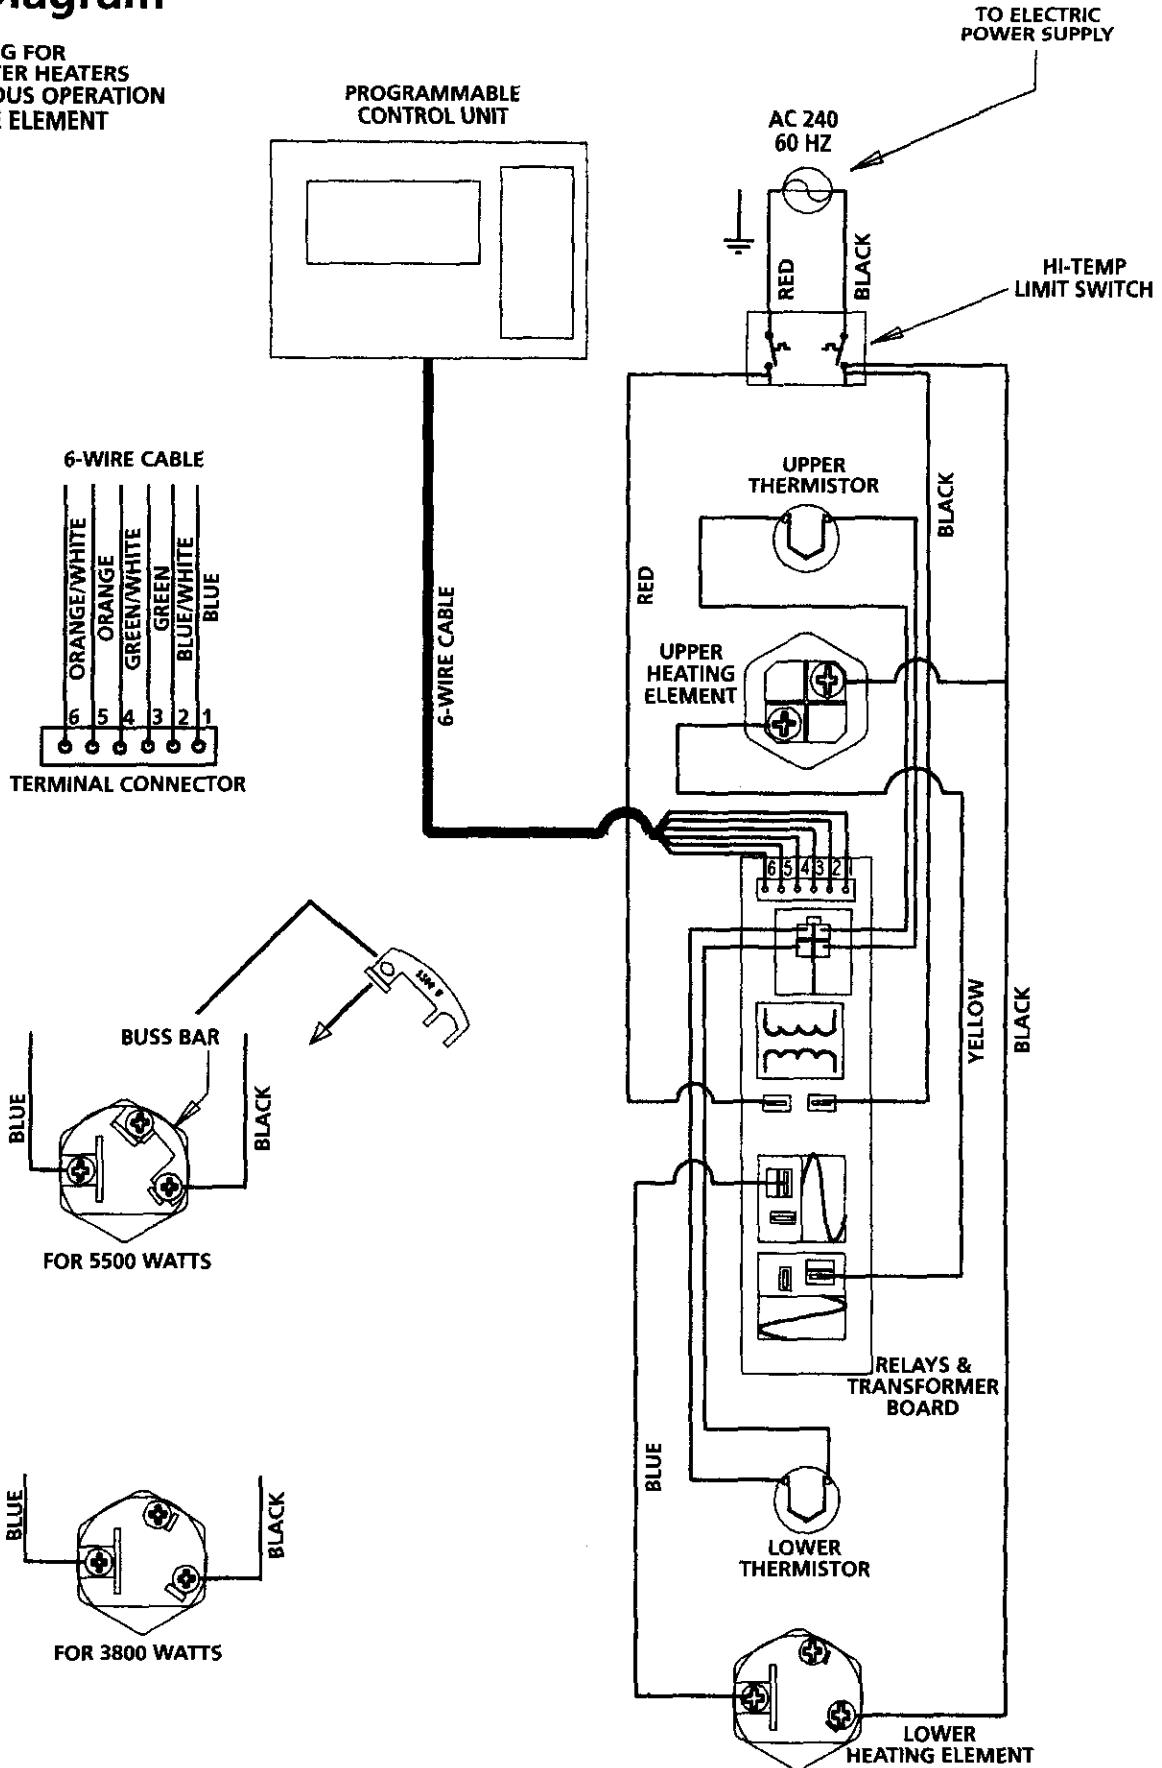 TO ELECTRIC
POWER SUPPLY
G FOR
TER HEATERS
OUS OPERATION
E ELEMENT
PROGRAMMABLE
CONTROL UNIT
AC 240
60 HZ
RED
BLACK
HI-TEMP
LIMIT SWITCH
6-WIRE CABLE
ORANGE/WHITE
ORANGE
GREEN/WHITE
GREEN
BLUE/WHITE
BLUE
6 5 4 3 2 1
TERMINAL CONNECTOR
UPPER
THERMISTOR
BLACK
RED
6-WIRE CABLE
UPPER
HEATING
ELEMENT
6 5 4 3 2
YELLOW
BLACK
BUSS BAR
BLUE
BLACK
FOR 5500 WATTS
RELAYS &
TRANSFORMER
BOARD
BLUE
BLUE
BLACK
FOR 3800 WATTS
LOWER
THERMISTOR
LOWER
HEATING ELEMENT